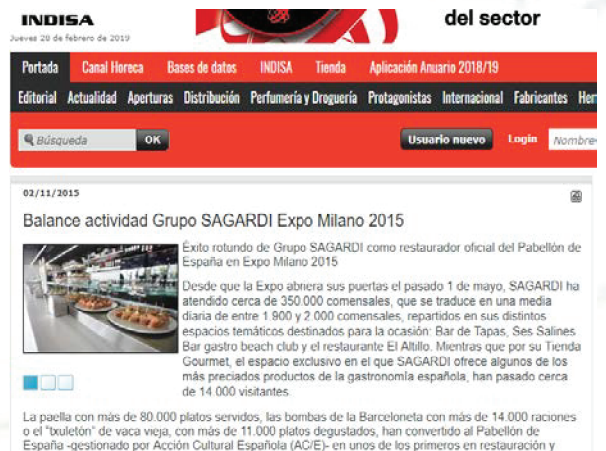 INDISA
del sector
Jueves 28 de febrero de 2019
Portada Canal Horeca Bases de datos INDISA Tienda Aplicación Anuario 2018/19
Editorial Actualidad Aperturas Distribución Perfumería y Droguería Protagonistas Internacional Fabricantes Her
Búsqueda OK Usuario nuevo Login Nombre
02/11/2015
Balance actividad Grupo SAGARDI Expo Milano 2015
Éxito rotundo de Grupo SAGARDI como restaurador oficial del Pabellón de
España en Expo Milano 2015
Desde que la Expo abriera sus puertas el pasado 1 de mayo, SAGARDI ha
atendido cerca de 350.000 comensales, que se traduce en una media
diaria de entre 1.900 y 2.000 comensales, repartidos en sus distintos
espacios temáticos destinados para la ocasión: Bar de Tapas, Ses Salines
Bar gastro beach club y el restaurante El Altillo. Mientras que por su Tienda
Gourmet, el espacio exclusivo en el que SAGARDI ofrece algunos de los
más preciados productos de la gastronomía española, han pasado cerca
de 14.000 visitantes.
La paella con más de 80.000 platos servidos, las bombas de la Barceloneta con más de 14.000 raciones
o el "txuletón" de vaca vieja, con más de 11.000 platos degustados, han convertido al Pabellón de
España -gestionado por Acción Cultural Española (AC/E)- en unos de los primeros en restauración y